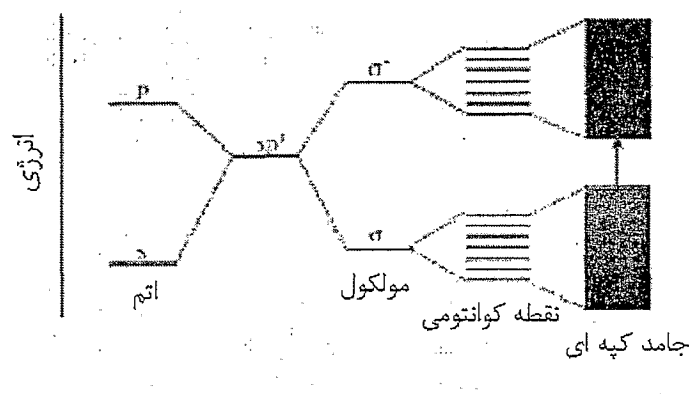 انرژی
p
s
sp³
σ*
σ
اتم
مولکول
نقطه کوانتومی
جامد کپه ای